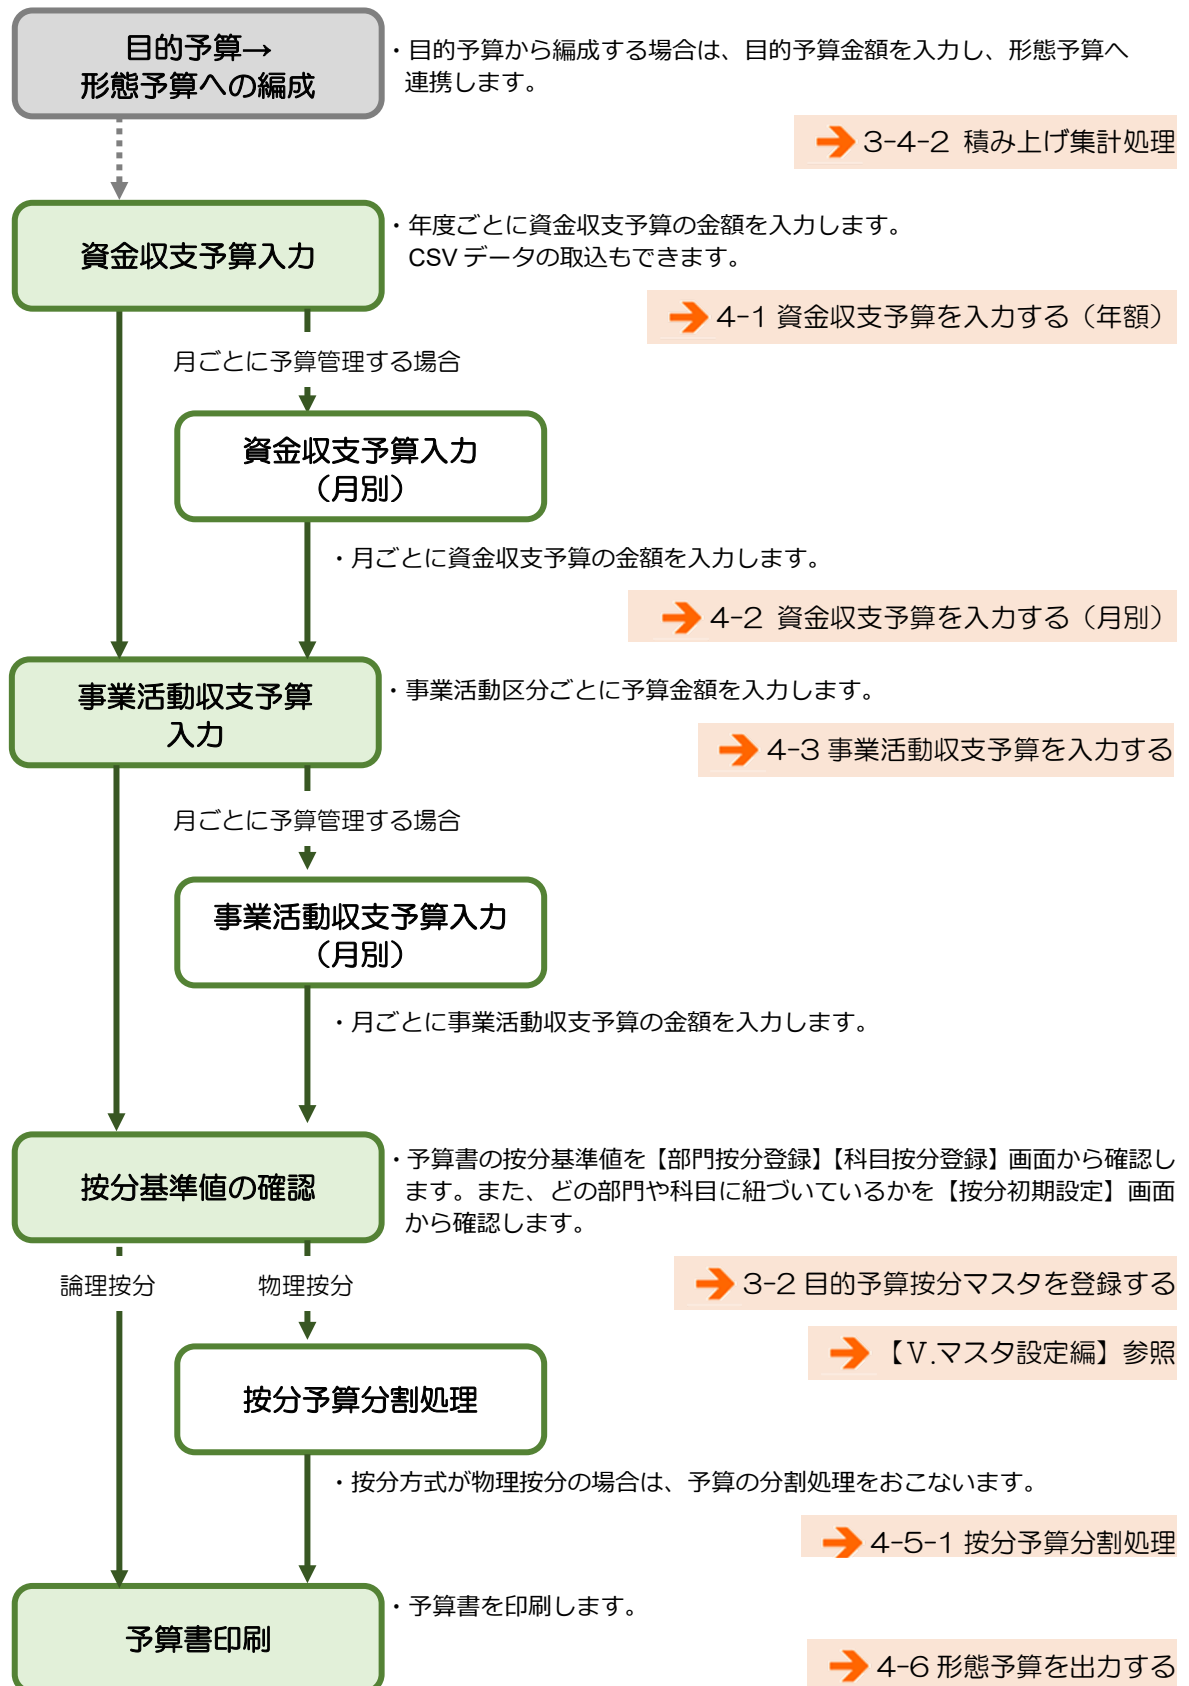 目的予算→
形態予算への編成
・目的予算から編成する場合は、目的予算金額を入力し、形態予算へ
連携します。
3-4-2 積み上げ集計処理
資金収支予算入力
・年度ごとに資金収支予算の金額を入力します。
CSV データの取込もできます。
4-1 資金収支予算を入力する（年額）
月ごとに予算管理する場合
資金収支予算入力
（月別）
・月ごとに資金収支予算の金額を入力します。
4-2 資金収支予算を入力する（月別）
事業活動収支予算
入力
・事業活動区分ごとに予算金額を入力します。
4-3 事業活動収支予算を入力する
月ごとに予算管理する場合
事業活動収支予算入力
（月別）
・月ごとに事業活動収支予算の金額を入力します。
按分基準値の確認
・予算書の按分基準値を【部門按分登録】【科目按分登録】画面から確認し
ます。また、どの部門や科目に紐づいているかを【按分初期設定】画面
から確認します。
論理按分
物理按分
3-2 目的予算按分マスタを登録する
【Ⅴ.マスタ設定編】参照
按分予算分割処理
・按分方式が物理按分の場合は、予算の分割処理をおこないます。
4-5-1 按分予算分割処理
予算書印刷
・予算書を印刷します。
4-6 形態予算を出力する